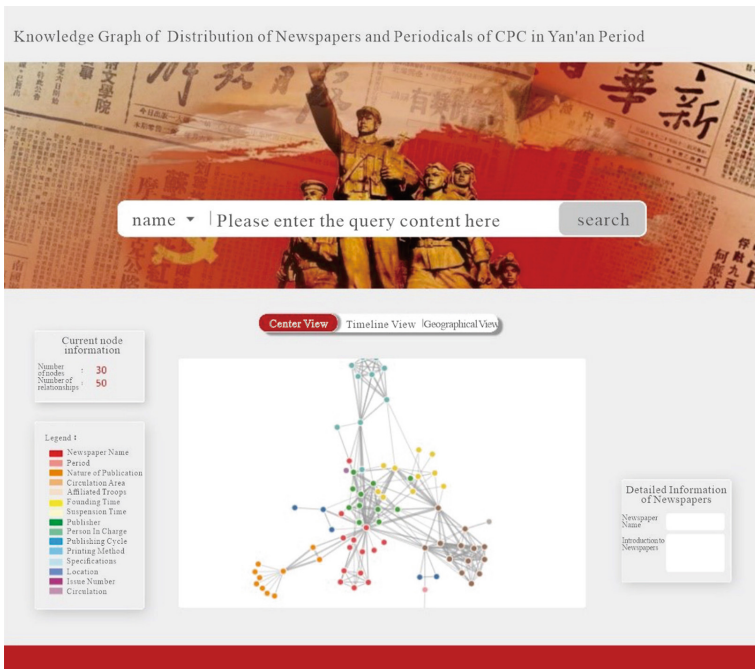 Knowledge Graph of Distribution of Newspapers and Periodicals of CPC in Yan'an Period
name
Please enter the query content here
search
Center View
Timeline View
Geographical View
Current node
information
Number
of nodes : 30
Number of
relationships : 50
Legend :
Newspaper Name
Period
Nature of Publication
Circulation Area
Affiliated Troops
Founding Time
Suspension Time
Publisher
Person In Charge
Publishing Cycle
Printing Method
Specifications
Location
Issue Number
Circulation
Detailed Information
of Newspapers
Newspaper
Name
Introduction to
Newspapers